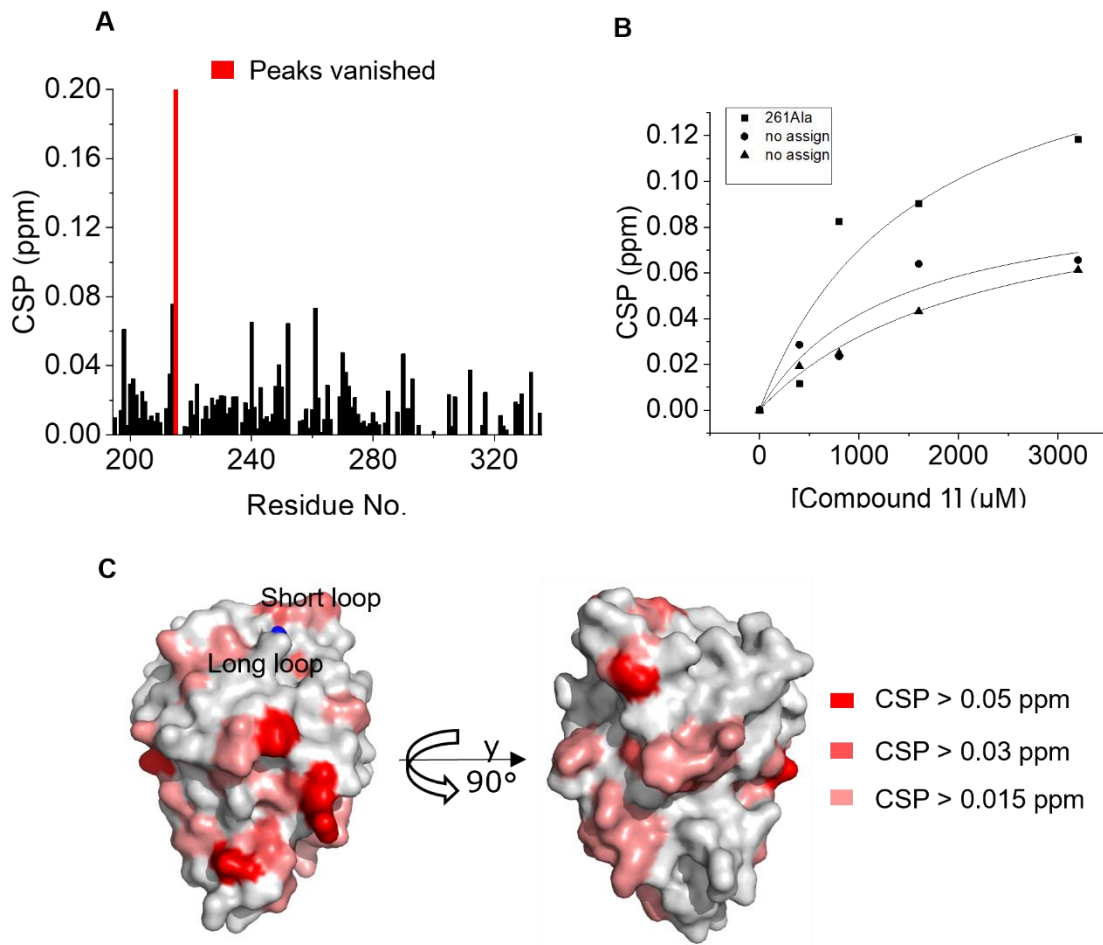 A
Peaks vanished
0.20
0.16
0.12
0.08
0.04
0.00
CSP (ppm)
200 240 280 320
Residue No.
B
261Ala
no assign
no assign
0.12
0.10
0.08
0.06
0.04
0.02
0.00
CSP (ppm)
0 1000 2000 3000
[Compound 1] (µM)
C
Short loop
Long loop
y
90°
CSP > 0.05 ppm
CSP > 0.03 ppm
CSP > 0.015 ppm